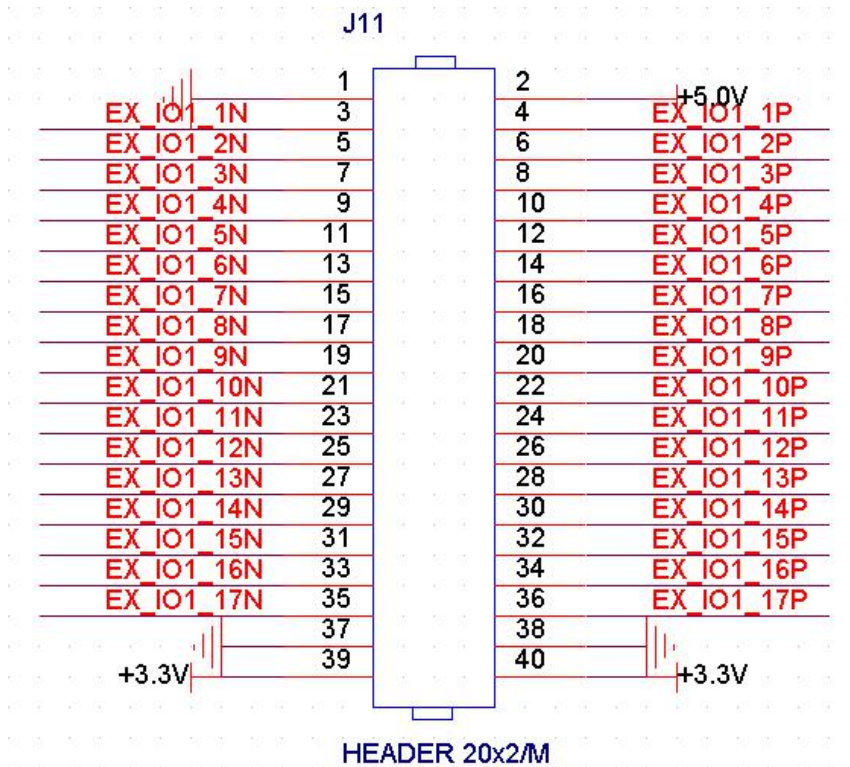 J11
1 2
+5.0V
EX_IO1_1N 3 4 EX_IO1_1P
EX_IO1_2N 5 6 EX_IO1_2P
EX_IO1_3N 7 8 EX_IO1_3P
EX_IO1_4N 9 10 EX_IO1_4P
EX_IO1_5N 11 12 EX_IO1_5P
EX_IO1_6N 13 14 EX_IO1_6P
EX_IO1_7N 15 16 EX_IO1_7P
EX_IO1_8N 17 18 EX_IO1_8P
EX_IO1_9N 19 20 EX_IO1_9P
EX_IO1_10N 21 22 EX_IO1_10P
EX_IO1_11N 23 24 EX_IO1_11P
EX_IO1_12N 25 26 EX_IO1_12P
EX_IO1_13N 27 28 EX_IO1_13P
EX_IO1_14N 29 30 EX_IO1_14P
EX_IO1_15N 31 32 EX_IO1_15P
EX_IO1_16N 33 34 EX_IO1_16P
EX_IO1_17N 35 36 EX_IO1_17P
37 38
+3.3V 39 40 +3.3V
HEADER 20x2/M